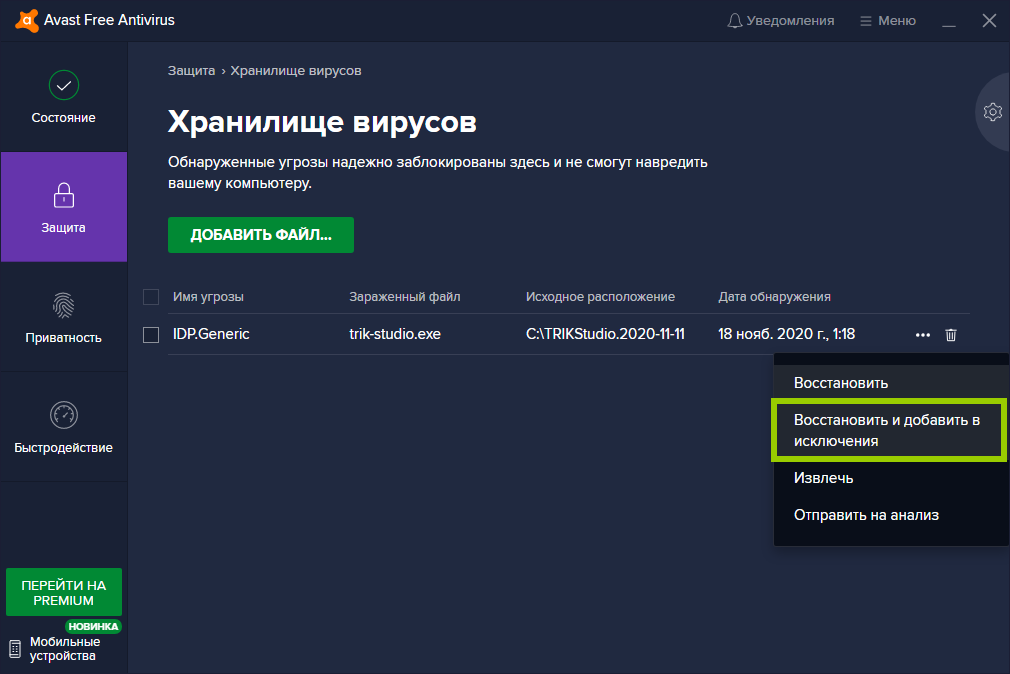 Avast Free Antivirus
Уведомления
Меню
Состояние
Защита
Приватность
Быстродействие
ПЕРЕЙТИ НА
PREMIUM
НОВИНКА
Мобильные
устройства
Защита › Хранилище вирусов
Хранилище вирусов
Обнаруженные угрозы надежно заблокированы здесь и не смогут навредить
вашему компьютеру.
ДОБАВИТЬ ФАЙЛ...
Имя угрозы Зараженный файл Исходное расположение Дата обнаружения
IDP.Generic trik-studio.exe C:\TRIKStudio.2020-11-11 18 нояб. 2020 г., 1:18
Восстановить
Восстановить и добавить в
исключения
Извлечь
Отправить на анализ